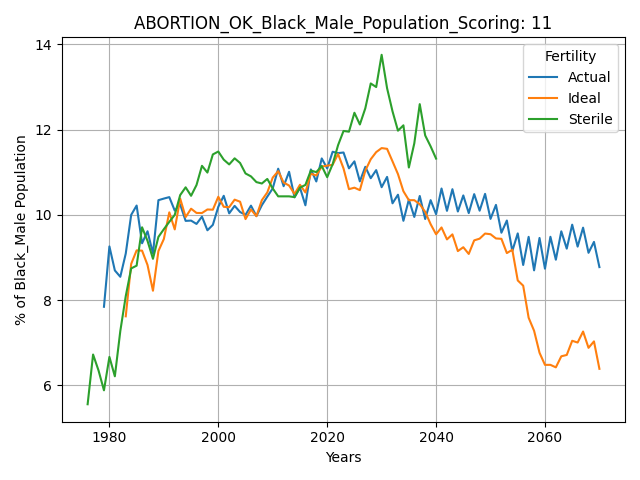 ABORTION_OK_Black_Male_Population_Scoring: 11
% of Black_Male Population
14
12
10
8
6
Fertility
Actual
Ideal
Sterile
1980
2000
2020
2040
2060
Years